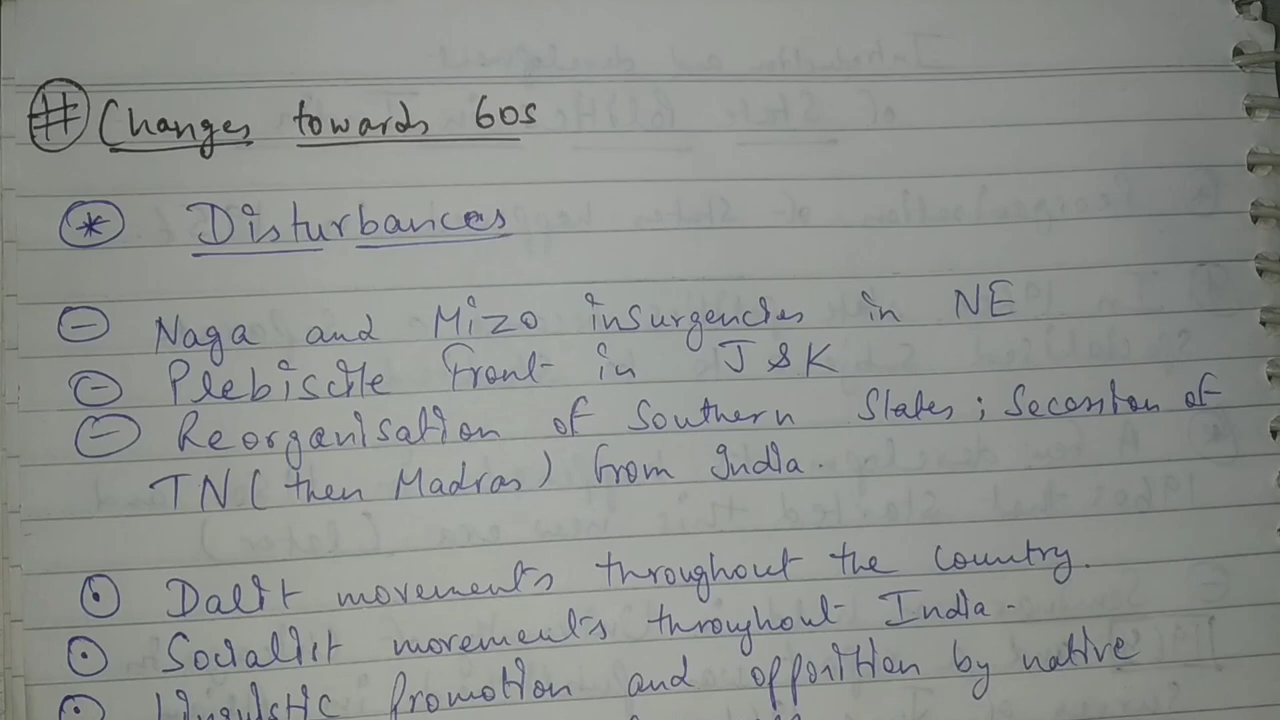 # Changes towards 60s
* Disturbances
- Naga and Mizo insurgencies in NE
- Plebiscite Front in J&K
- Reorganisation of Southern States; Secession of
TN (then Madras) from India.
Dalit movements throughout the country.
Socialist movements throughout India.
Linguistic promotion and opposition by native